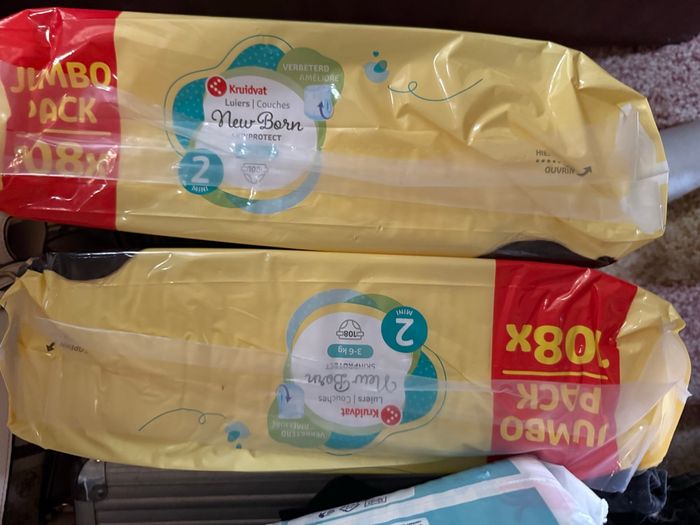 JUMBO
PACK
108x
VERBETERD
AMÉLIORÉ
Kruidvat
Luiers | Couches
New Born
SKINPROTECT
2
MINI
OUVRIR
2
MINI
108
3-6 kg
SKINPROTECT
New Born
Luiers | Couches
Kruidvat
VERBETERD
AMÉLIORÉ
108x
JUMBO
PACK